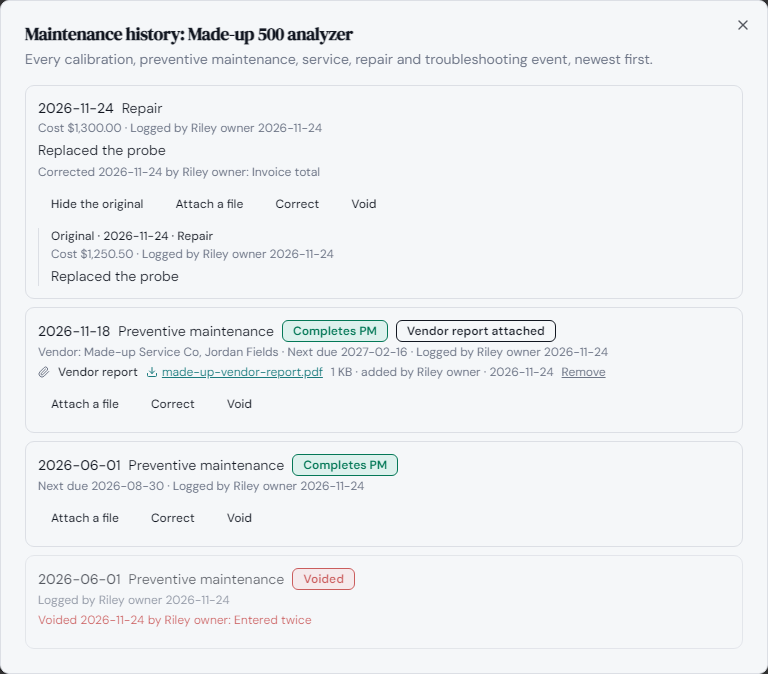 Maintenance history: Made-up 500 analyzer
Every calibration, preventive maintenance, service, repair and troubleshooting event, newest first.
2026-11-24 Repair
Cost $1,300.00 · Logged by Riley owner 2026-11-24
Replaced the probe
Corrected 2026-11-24 by Riley owner: Invoice total
Hide the original Attach a file Correct Void
Original · 2026-11-24 · Repair
Cost $1,250.50 · Logged by Riley owner 2026-11-24
Replaced the probe
2026-11-18 Preventive maintenance Completes PM Vendor report attached
Vendor: Made-up Service Co, Jordan Fields · Next due 2027-02-16 · Logged by Riley owner 2026-11-24
Vendor report made-up-vendor-report.pdf 1 KB · added by Riley owner · 2026-11-24 Remove
Attach a file Correct Void
2026-06-01 Preventive maintenance Completes PM
Next due 2026-08-30 · Logged by Riley owner 2026-11-24
Attach a file Correct Void
2026-06-01 Preventive maintenance Voided
Logged by Riley owner 2026-11-24
Voided 2026-11-24 by Riley owner: Entered twice